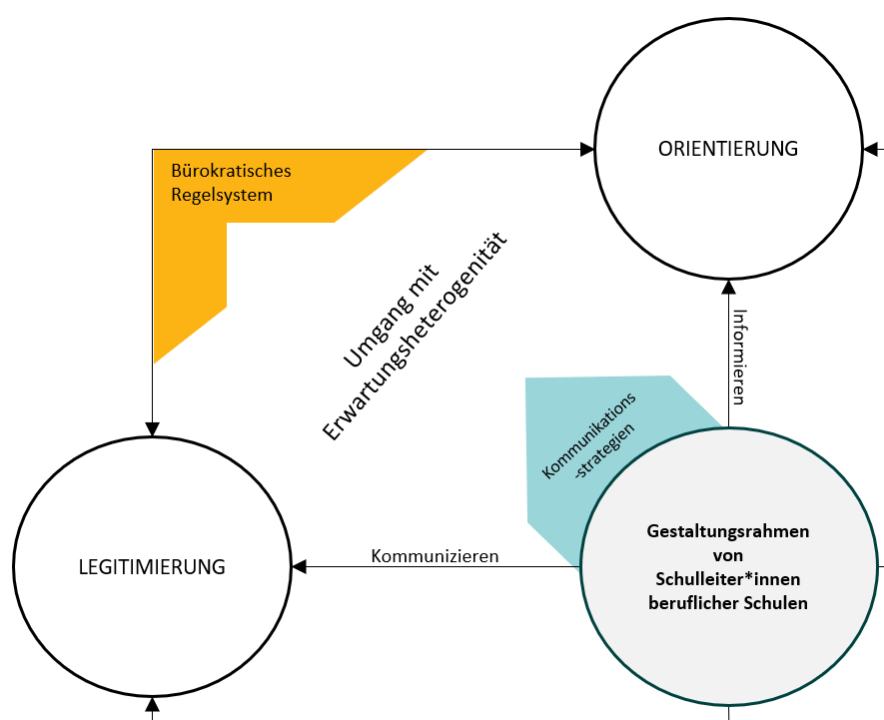 ORIENTIERUNG
Bürokratisches
Regelsystem
Umgang mit
Erwartungsheterogenität
Informieren
Kommunikations
-strategien
LEGITIMIERUNG
Kommunizieren
Gestaltungsrahmen
von
Schulleiter*innen
beruflicher Schulen